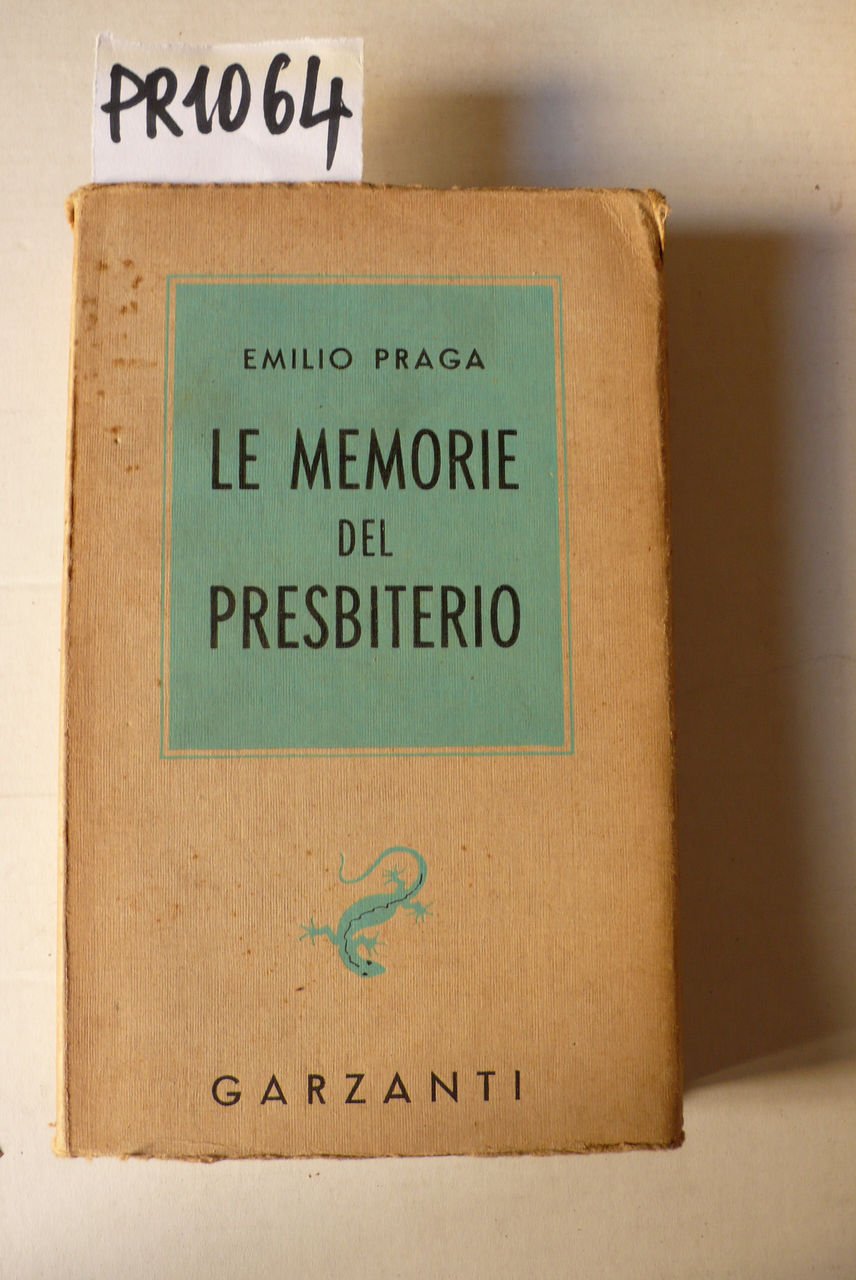 PR1064
EMILIO PRAGA
LE MEMORIE
DEL
PRESBITERIO
GARZANTI